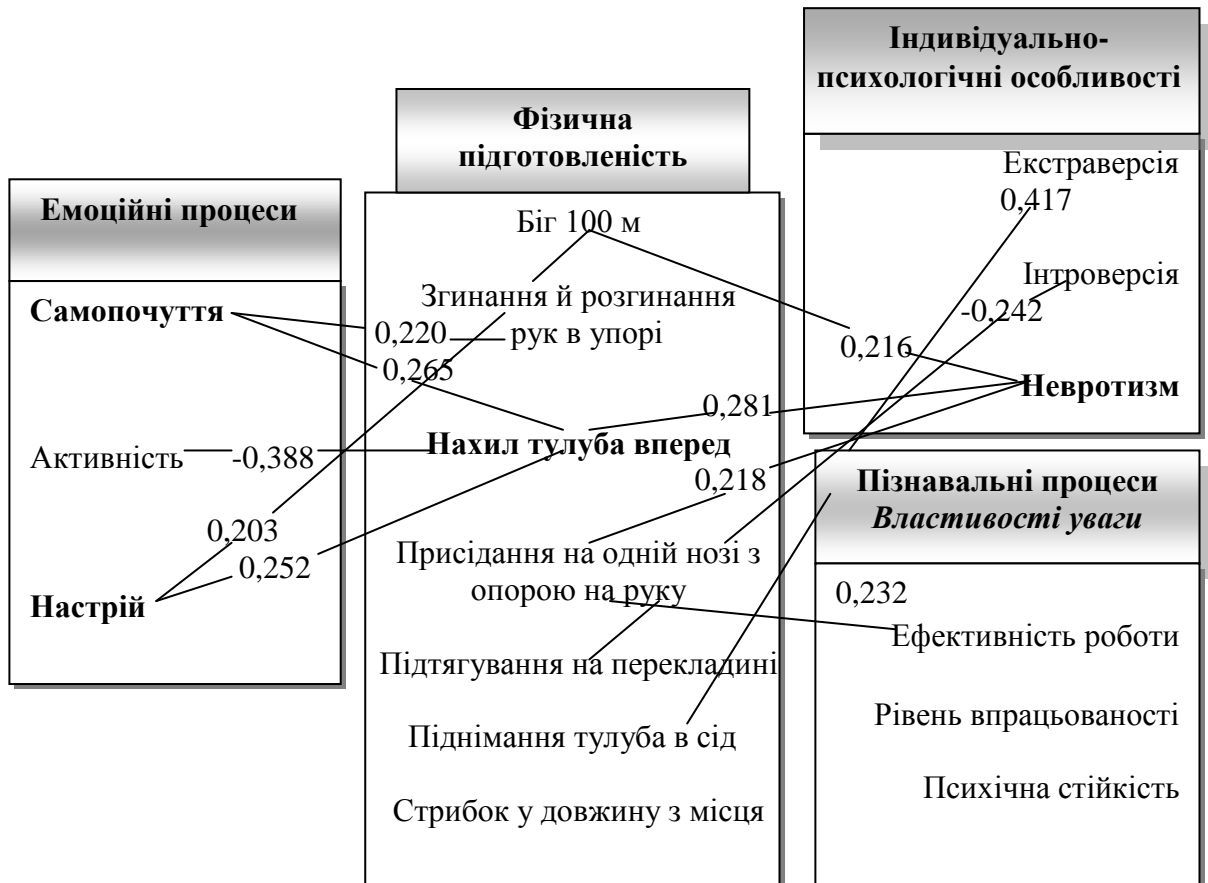 Емоційні процеси
Самопочуття
Активність
-0,388
0,203
0,252
Настрій
Фізична
підготовленість
Біг 100 м
Згинання й розгинання
0,220
рук в упорі
0,265
0,281
Нахил тулуба вперед
0,218
Присідання на одній нозі з
опорою на руку
Підтягування на перекладині
Піднімання тулуба в сід
Стрибок у довжину з місця
Індивідуально-
психологічні особливості
Екстраверсія
0,417
Інтроверсія
-0,242
0,216
Невротизм
Пізнавальні процеси
Властивості уваги
0,232
Ефективність роботи
Рівень впрацьованості
Психічна стійкість